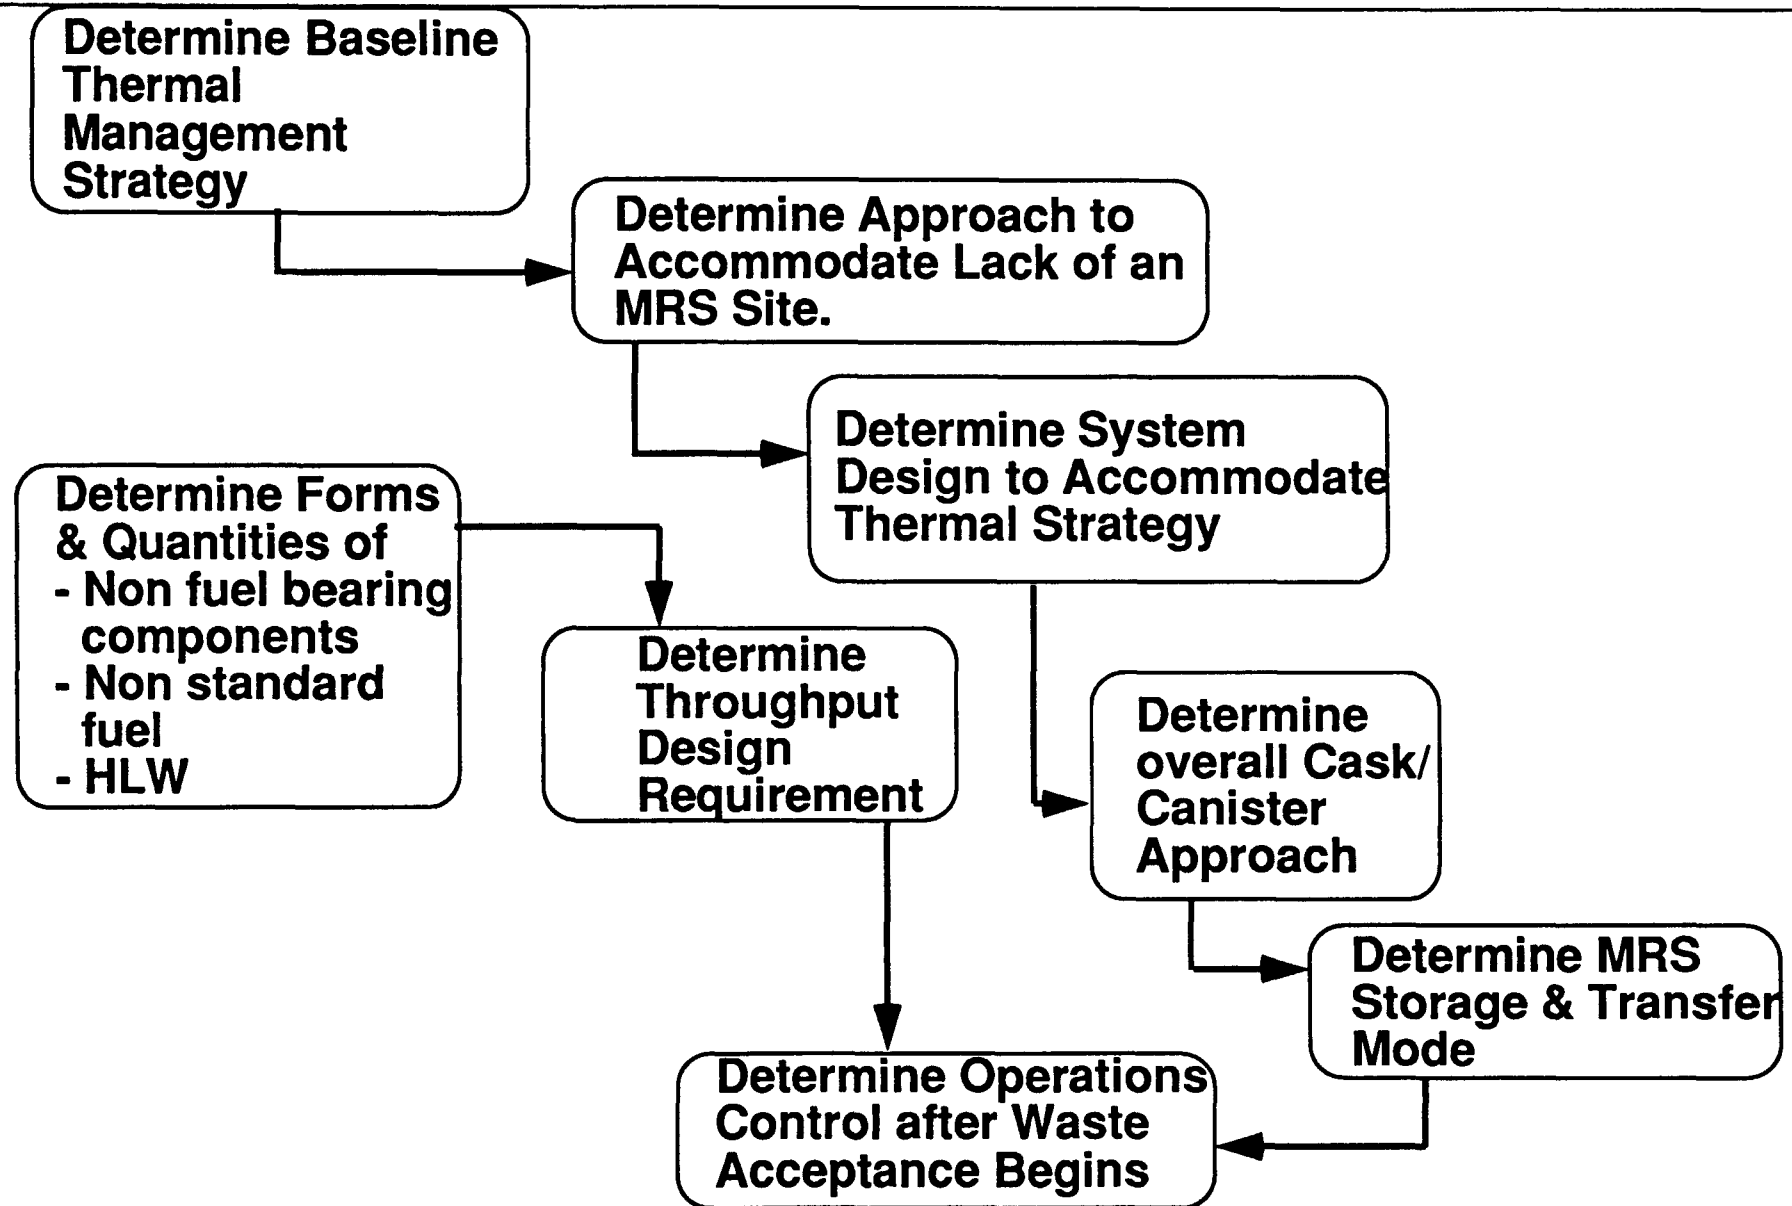 Determine Baseline
Thermal
Management
Strategy
Determine Approach to
Accommodate Lack of an
MRS Site.
Determine System
Design to Accommodate
Thermal Strategy
Determine Forms
& Quantities of
- Non fuel bearing
components
- Non standard
fuel
- HLW
Determine
Throughput
Design
Requirement
Determine
overall Cask/
Canister
Approach
Determine MRS
Storage & Transfer
Mode
Determine Operations
Control after Waste
Acceptance Begins